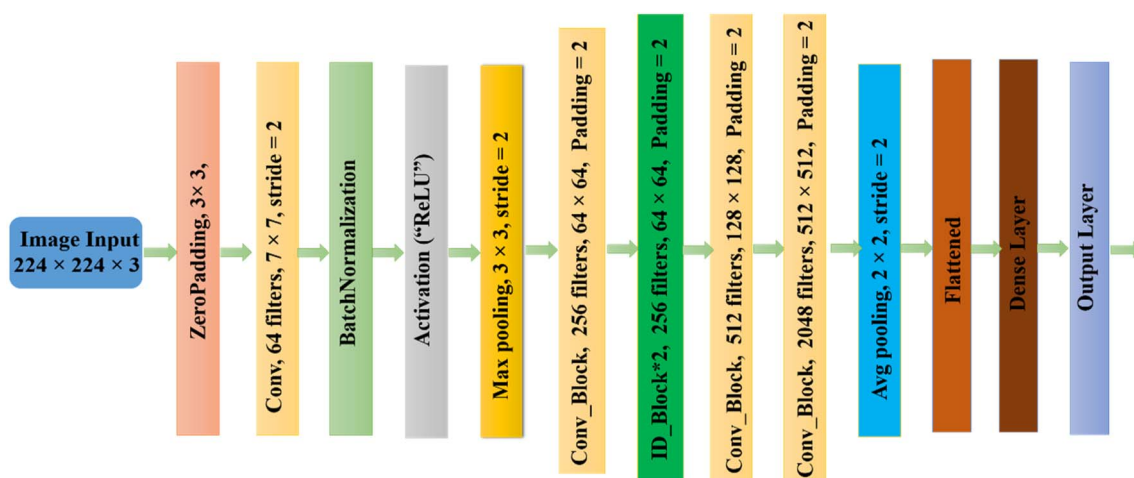 Image Input
224 × 224 × 3
ZeroPadding, 3× 3,
Conv, 64 filters, 7 × 7, stride = 2
BatchNormalization
Activation (“ReLU”)
Max pooling, 3 × 3, stride = 2
Conv_Block, 256 filters, 64 × 64, Padding = 2
ID_Block*2, 256 filters, 64 × 64, Padding = 2
Conv_Block, 512 filters, 128 × 128, Padding = 2
Conv_Block, 2048 filters, 512 × 512, Padding = 2
Avg pooling, 2 × 2, stride = 2
Flattened
Dense Layer
Output Layer